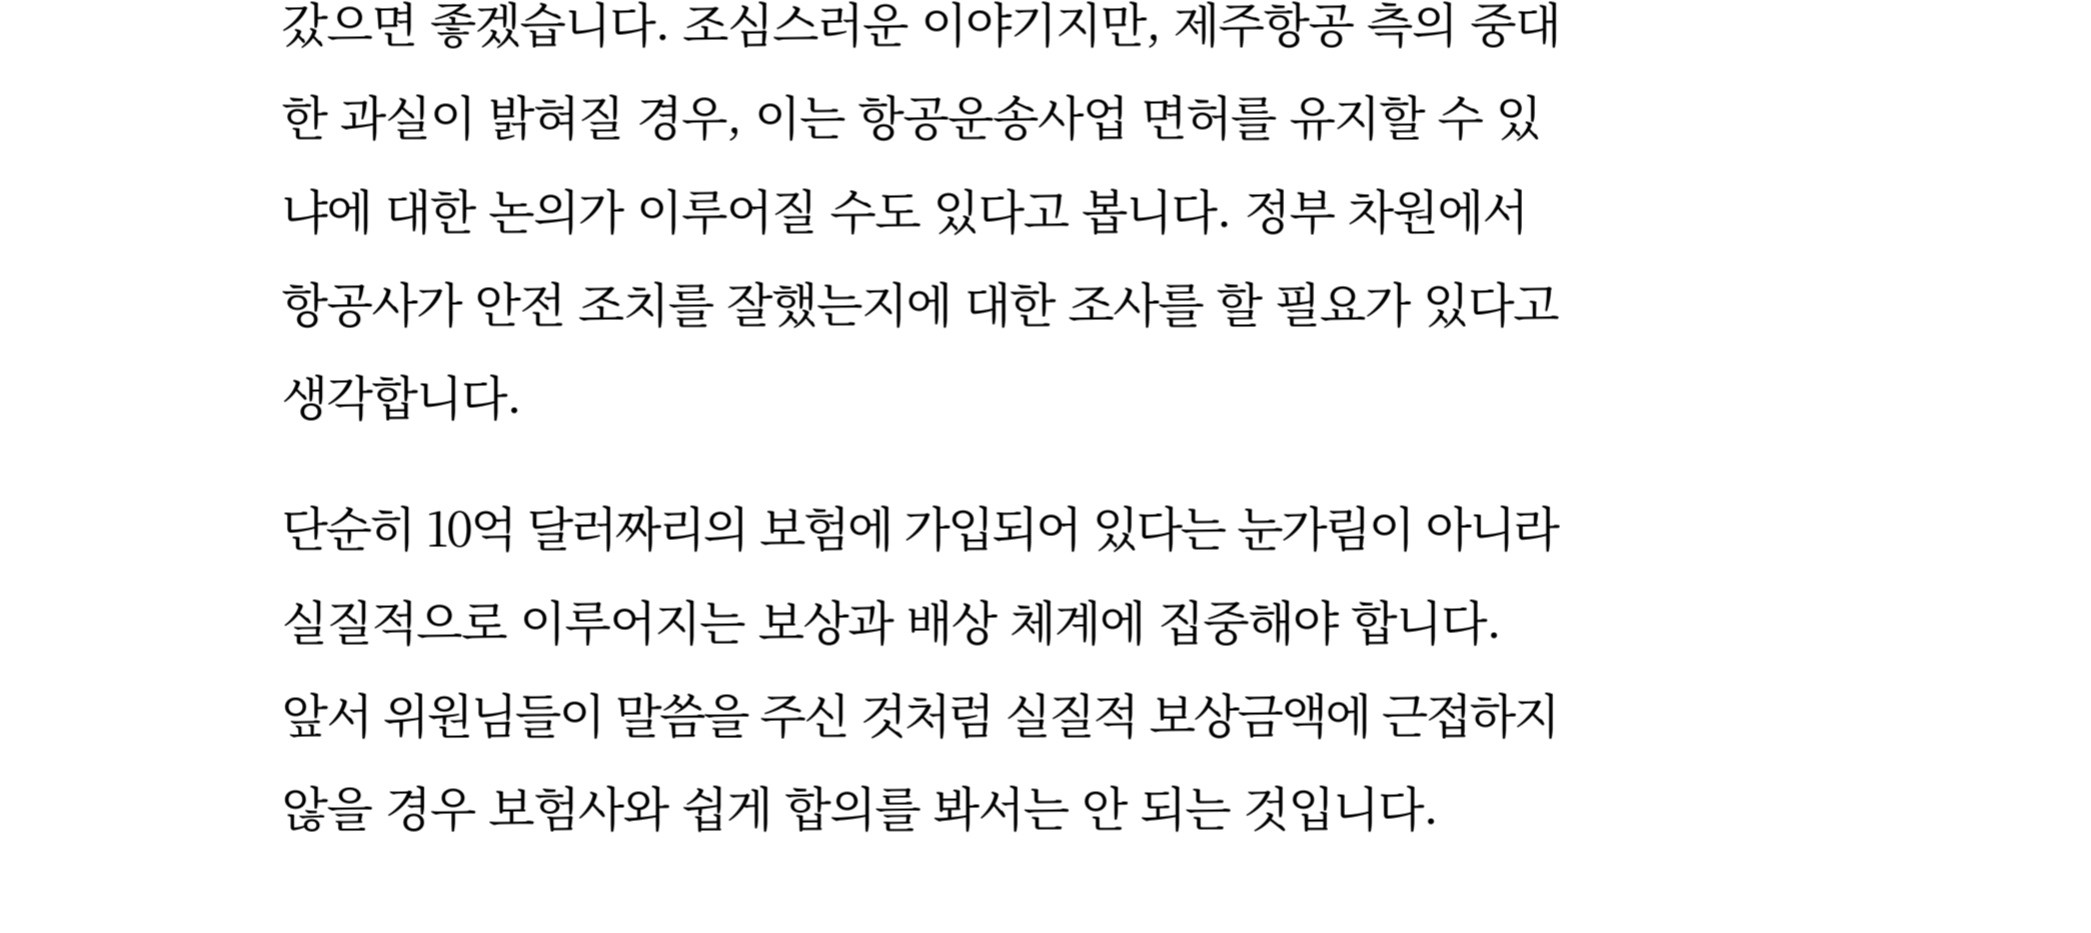 갔으면 좋겠습니다. 조심스러운 이야기지만, 제주항공 측의 중대
한 과실이 밝혀질 경우, 이는 항공운송사업 면허를 유지할 수 있
냐에 대한 논의가 이루어질 수도 있다고 봅니다. 정부 차원에서
항공사가 안전 조치를 잘했는지에 대한 조사를 할 필요가 있다고
생각합니다.
단순히 10억 달러짜리의 보험에 가입되어 있다는 눈가림이 아니라
실질적으로 이루어지는 보상과 배상 체계에 집중해야 합니다.
앞서 위원님들이 말씀을 주신 것처럼 실질적 보상금액에 근접하지
않을 경우 보험사와 쉽게 합의를 봐서는 안 되는 것입니다.